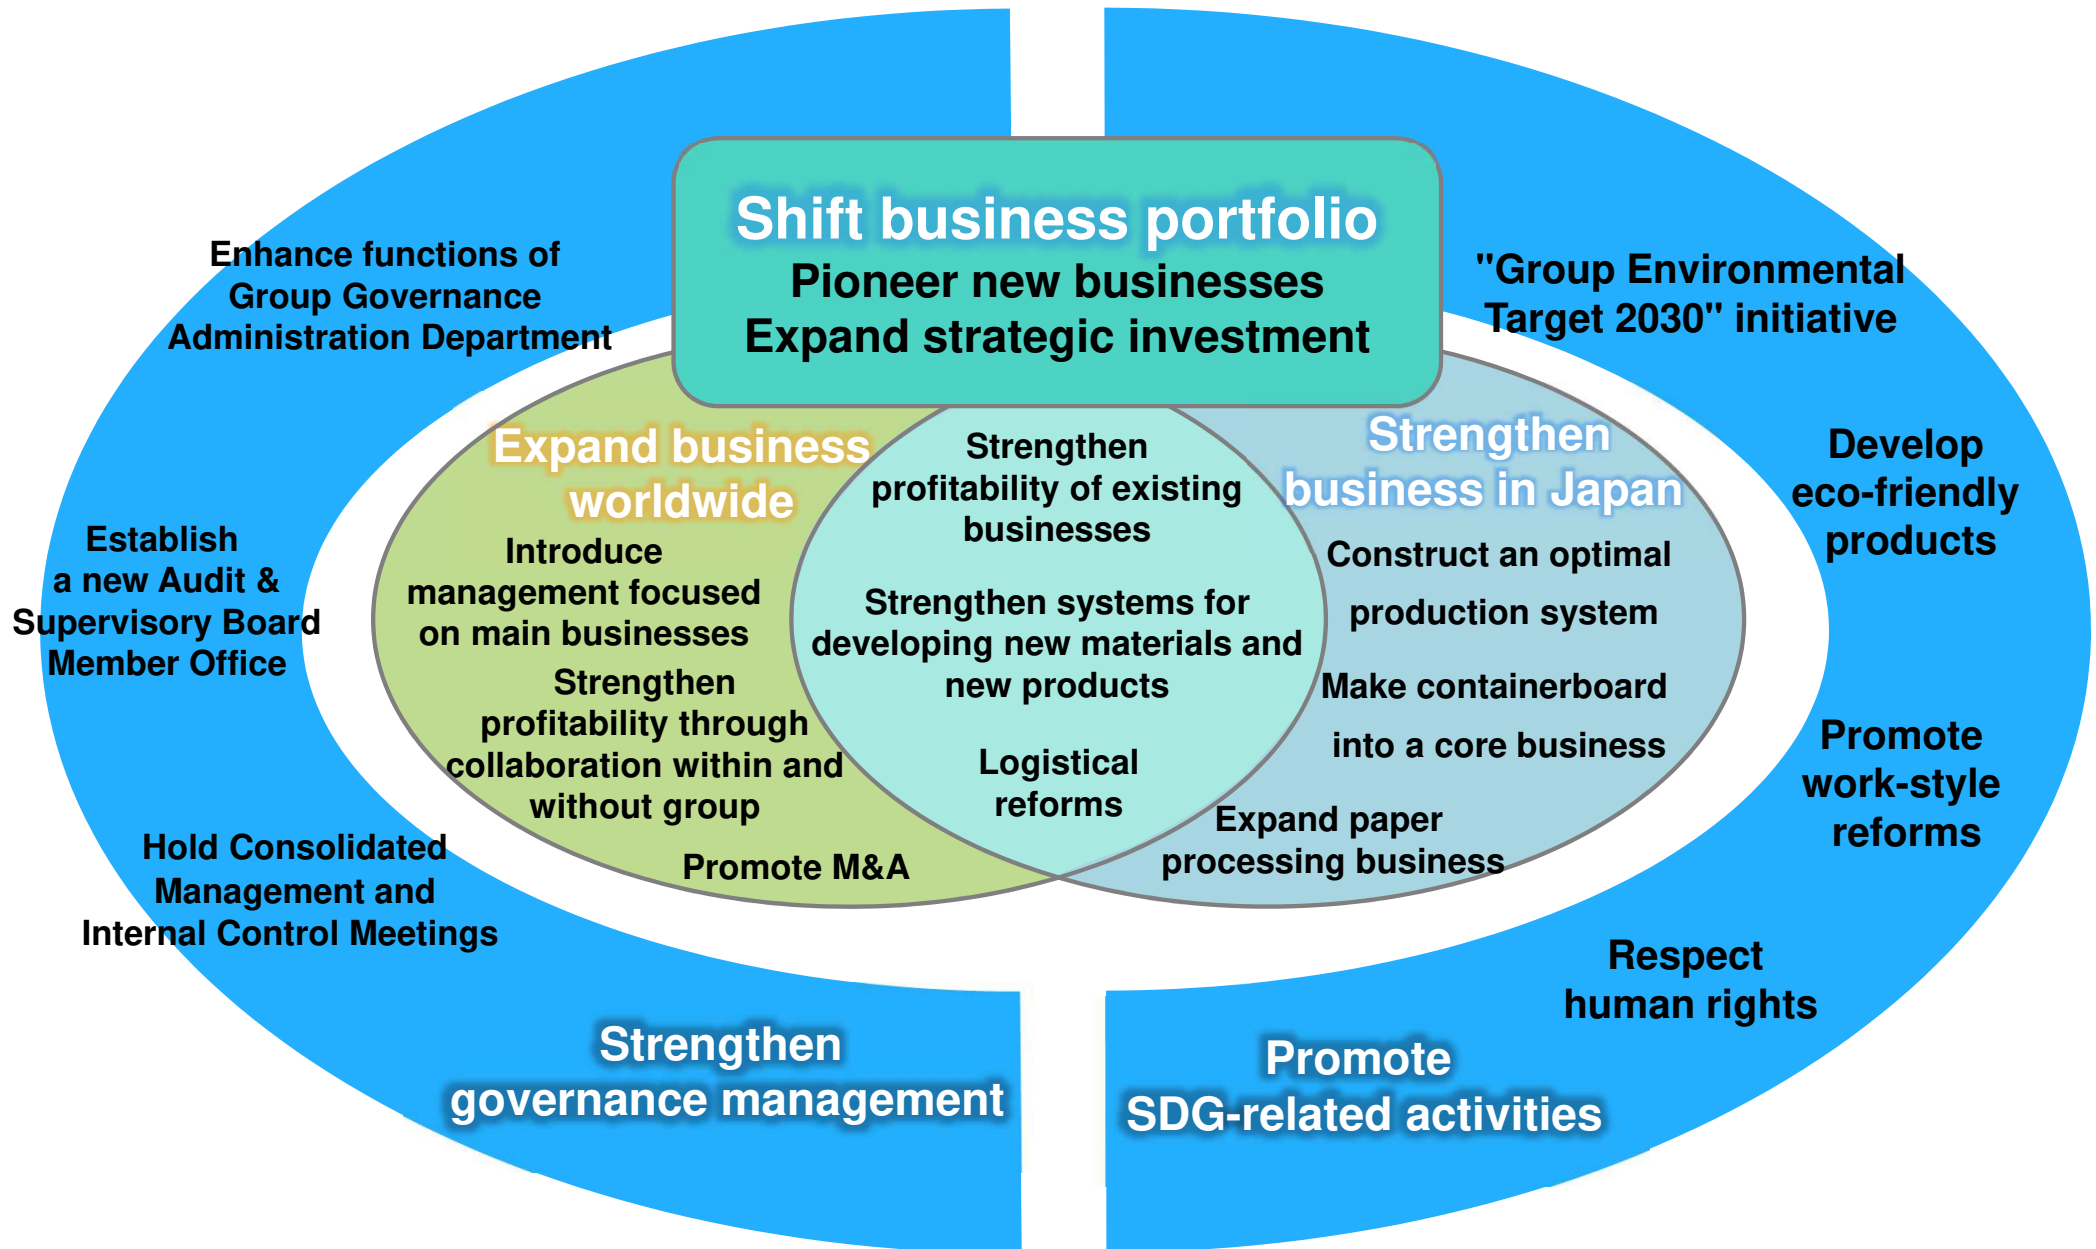 Shift business portfolio
Pioneer new businesses
Expand strategic investment
Enhance functions of
Group Governance
Administration Department
Establish
a new Audit &
Supervisory Board
Member Office
Hold Consolidated
Management and
Internal Control Meetings
Strengthen
governance management
Expand business
worldwide
Introduce
management focused
on main businesses
Strengthen
profitability through
collaboration within and
without group
Promote M&A
Strengthen
profitability of existing
businesses
Strengthen systems for
developing new materials and
new products
Logistical
reforms
Strengthen
business in Japan
Construct an optimal
production system
Make containerboard
into a core business
Expand paper
processing business
"Group Environmental
Target 2030" initiative
Develop
eco-friendly
products
Promote
work-style
reforms
Respect
human rights
Promote
SDG-related activities